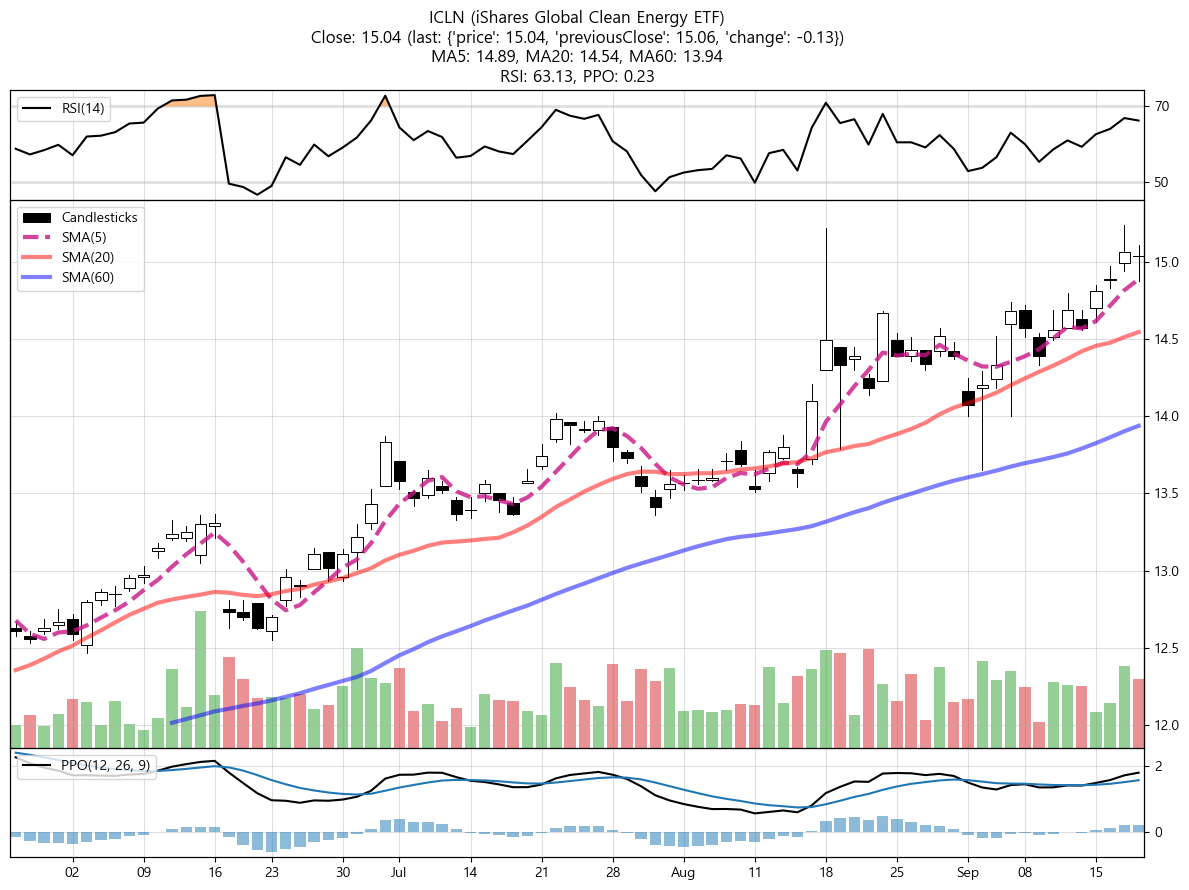 ICLN (iShares Global Clean Energy ETF)
Close: 15.04 (last: {'price': 15.04, 'previousClose': 15.06, 'change': -0.13})
MA5: 14.89, MA20: 14.54, MA60: 13.94
RSI: 63.13, PPO: 0.23
RSI(14)
70
50
Candlesticks
SMA(5)
SMA(20)
SMA(60)
15.0
14.5
14.0
13.5
13.0
12.5
12.0
PPO(12, 26, 9)
2
0
02 09 16 23 30 Jul 14 21 28 Aug 11 18 25 Sep 08 15